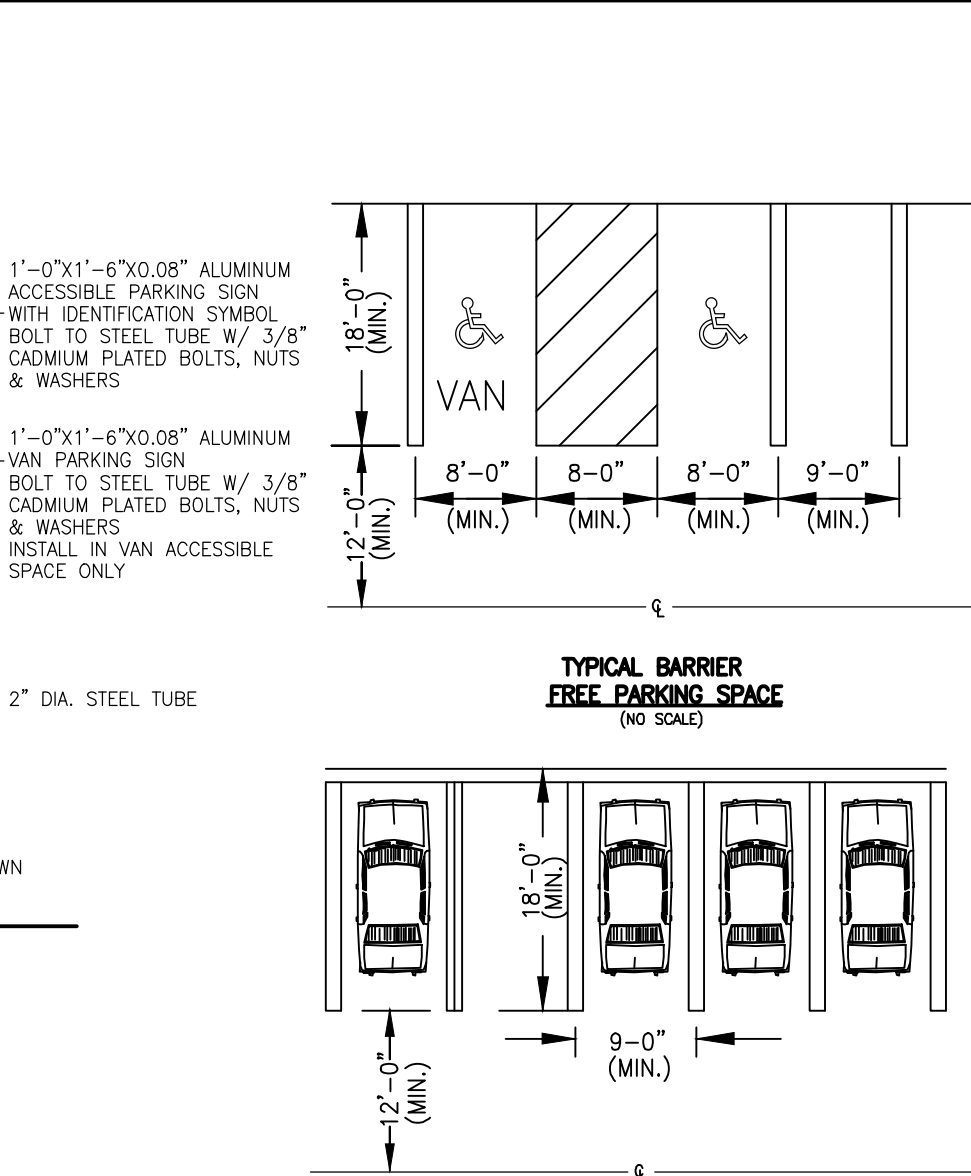 1'-0"X1'-6"X0.08" ALUMINUM
ACCESSIBLE PARKING SIGN
WITH IDENTIFICATION SYMBOL
BOLT TO STEEL TUBE W/ 3/8"
CADMIUM PLATED BOLTS, NUTS
& WASHERS
1'-0"X1'-6"X0.08" ALUMINUM
VAN PARKING SIGN
BOLT TO STEEL TUBE W/ 3/8"
CADMIUM PLATED BOLTS, NUTS
& WASHERS
INSTALL IN VAN ACCESSIBLE
SPACE ONLY
2" DIA. STEEL TUBE
WN
18'-0"
(MIN.)
VAN
12'-0"
(MIN.)
8'-0"
(MIN.)
8-0"
(MIN.)
8'-0"
(MIN.)
9'-0"
(MIN.)
℄
TYPICAL BARRIER
FREE PARKING SPACE
(NO SCALE)
18'-0"
(MIN.)
9-0"
(MIN.)
12'-0"
(MIN.)
℄